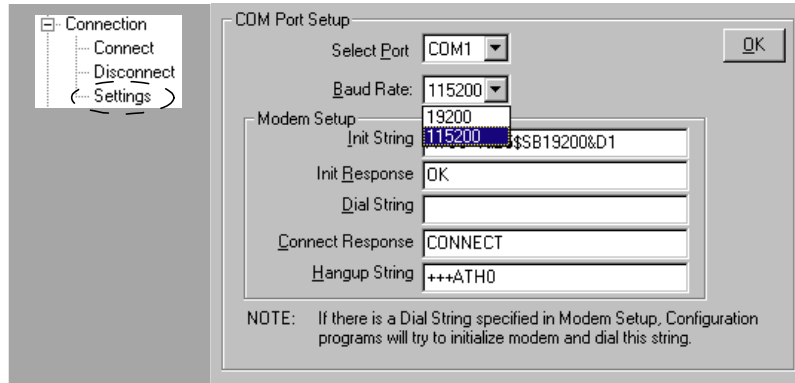 Connection
Connect
Disconnect
Settings
COM Port Setup
Select Port COM1
OK
Baud Rate: 115200
19200
115200
Modem Setup
Init String $SB19200&D1
Init Response OK
Dial String
Connect Response CONNECT
Hangup String +++ATH0
NOTE: If there is a Dial String specified in Modem Setup, Configuration
programs will try to initialize modem and dial this string.